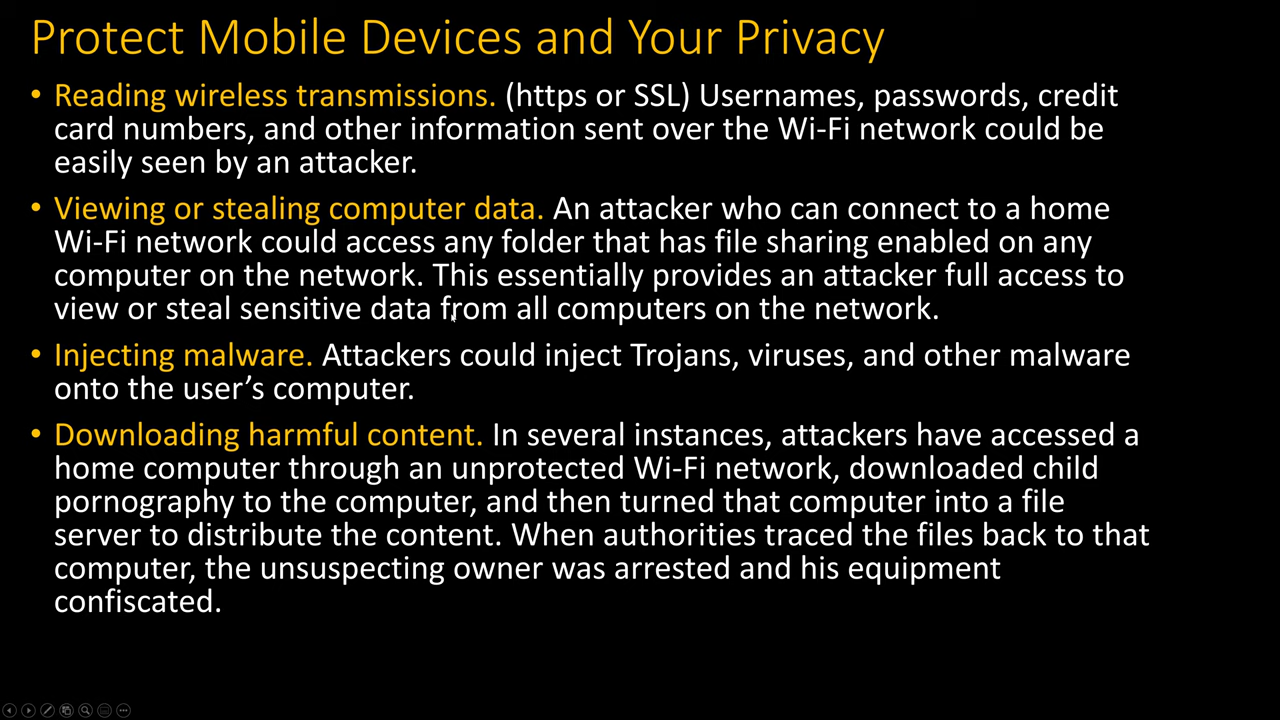 Protect Mobile Devices and Your Privacy
• Reading wireless transmissions. (https or SSL) Usernames, passwords, credit
card numbers, and other information sent over the Wi-Fi network could be
easily seen by an attacker.
• Viewing or stealing computer data. An attacker who can connect to a home
Wi-Fi network could access any folder that has file sharing enabled on any
computer on the network. This essentially provides an attacker full access to
view or steal sensitive data from all computers on the network.
• Injecting malware. Attackers could inject Trojans, viruses, and other malware
onto the user’s computer.
• Downloading harmful content. In several instances, attackers have accessed a
home computer through an unprotected Wi-Fi network, downloaded child
pornography to the computer, and then turned that computer into a file
server to distribute the content. When authorities traced the files back to that
computer, the unsuspecting owner was arrested and his equipment
confiscated.